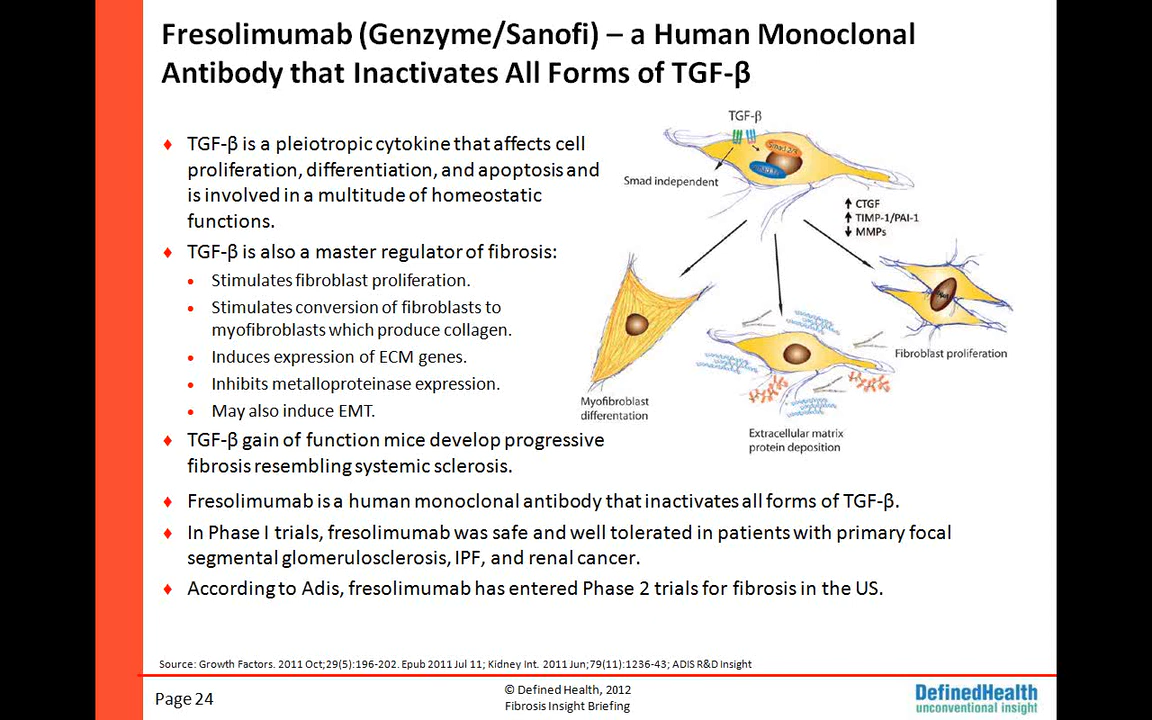 Fresolimumab (Genzyme/Sanofi) – a Human Monoclonal
Antibody that Inactivates All Forms of TGF-β
♦ TGF-β is a pleiotropic cytokine that affects cell
proliferation, differentiation, and apoptosis and
is involved in a multitude of homeostatic
functions.
♦ TGF-β is also a master regulator of fibrosis:
• Stimulates fibroblast proliferation.
• Stimulates conversion of fibroblasts to
myofibroblasts which produce collagen.
• Induces expression of ECM genes.
• Inhibits metalloproteinase expression.
• May also induce EMT.
♦ TGF-β gain of function mice develop progressive
fibrosis resembling systemic sclerosis.
♦ Fresolimumab is a human monoclonal antibody that inactivates all forms of TGF-β.
♦ In Phase I trials, fresolimumab was safe and well tolerated in patients with primary focal
segmental glomerulosclerosis, IPF, and renal cancer.
♦ According to Adis, fresolimumab has entered Phase 2 trials for fibrosis in the US.
TGF-β
Smad independent
↑ CTGF
↑ TIMP-1/PAI-1
↓ MMPs
Fibroblast proliferation
Myofibroblast
differentation
Extracellular matrix
protein deposition
Source: Growth Factors. 2011 Oct;29(5):196-202. Epub 2011 Jul 11; Kidney Int. 2011 Jun;79(11):1236-43; ADIS R&D Insight
Page 24
© Defined Health, 2012
Fibrosis Insight Briefing
DefinedHealth
unconventional insight